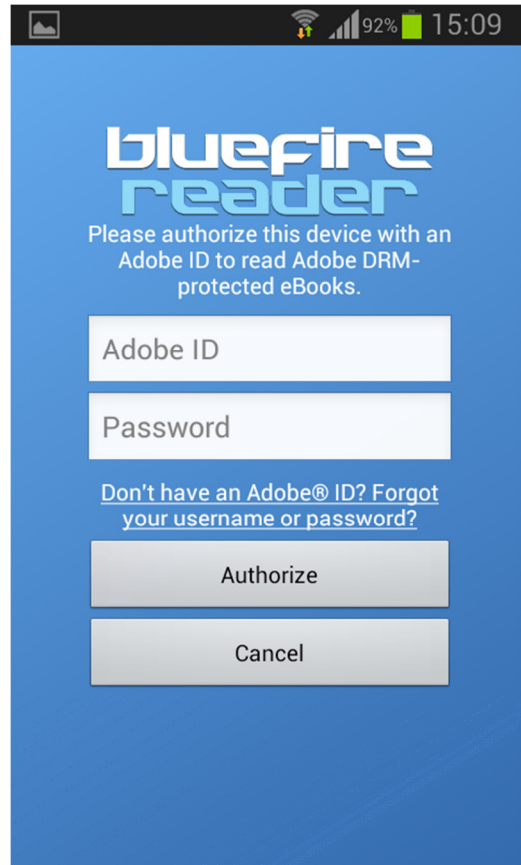 92% 15:09
bluefire
reader
Please authorize this device with an
Adobe ID to read Adobe DRM-
protected eBooks.
Adobe ID
Password
Don't have an Adobe® ID? Forgot
your username or password?
Authorize
Cancel